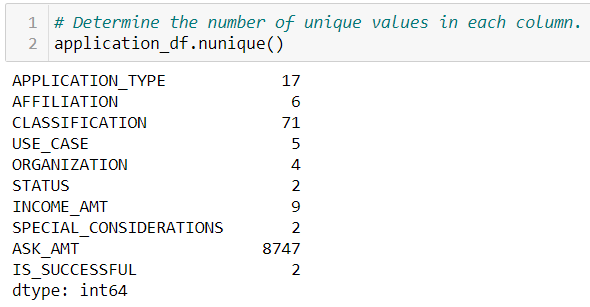 1 # Determine the number of unique values in each column.
2 application_df.nunique()
APPLICATION_TYPE 17
AFFILIATION 6
CLASSIFICATION 71
USE_CASE 5
ORGANIZATION 4
STATUS 2
INCOME_AMT 9
SPECIAL_CONSIDERATIONS 2
ASK_AMT 8747
IS_SUCCESSFUL 2
dtype: int64